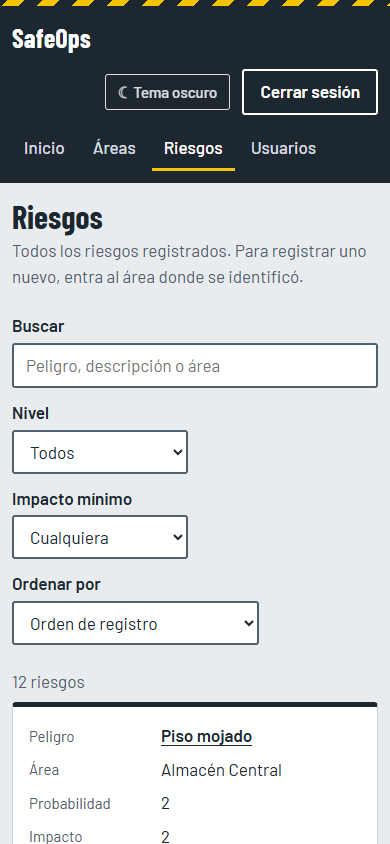 SafeOps
☾ Tema oscuro
Cerrar sesión
Inicio Áreas Riesgos Usuarios
Riesgos
Todos los riesgos registrados. Para registrar uno
nuevo, entra al área donde se identificó.
Buscar
Peligro, descripción o área
Nivel
Todos
Impacto mínimo
Cualquiera
Ordenar por
Orden de registro
12 riesgos
Peligro Piso mojado
Área Almacén Central
Probabilidad 2
Impacto 2